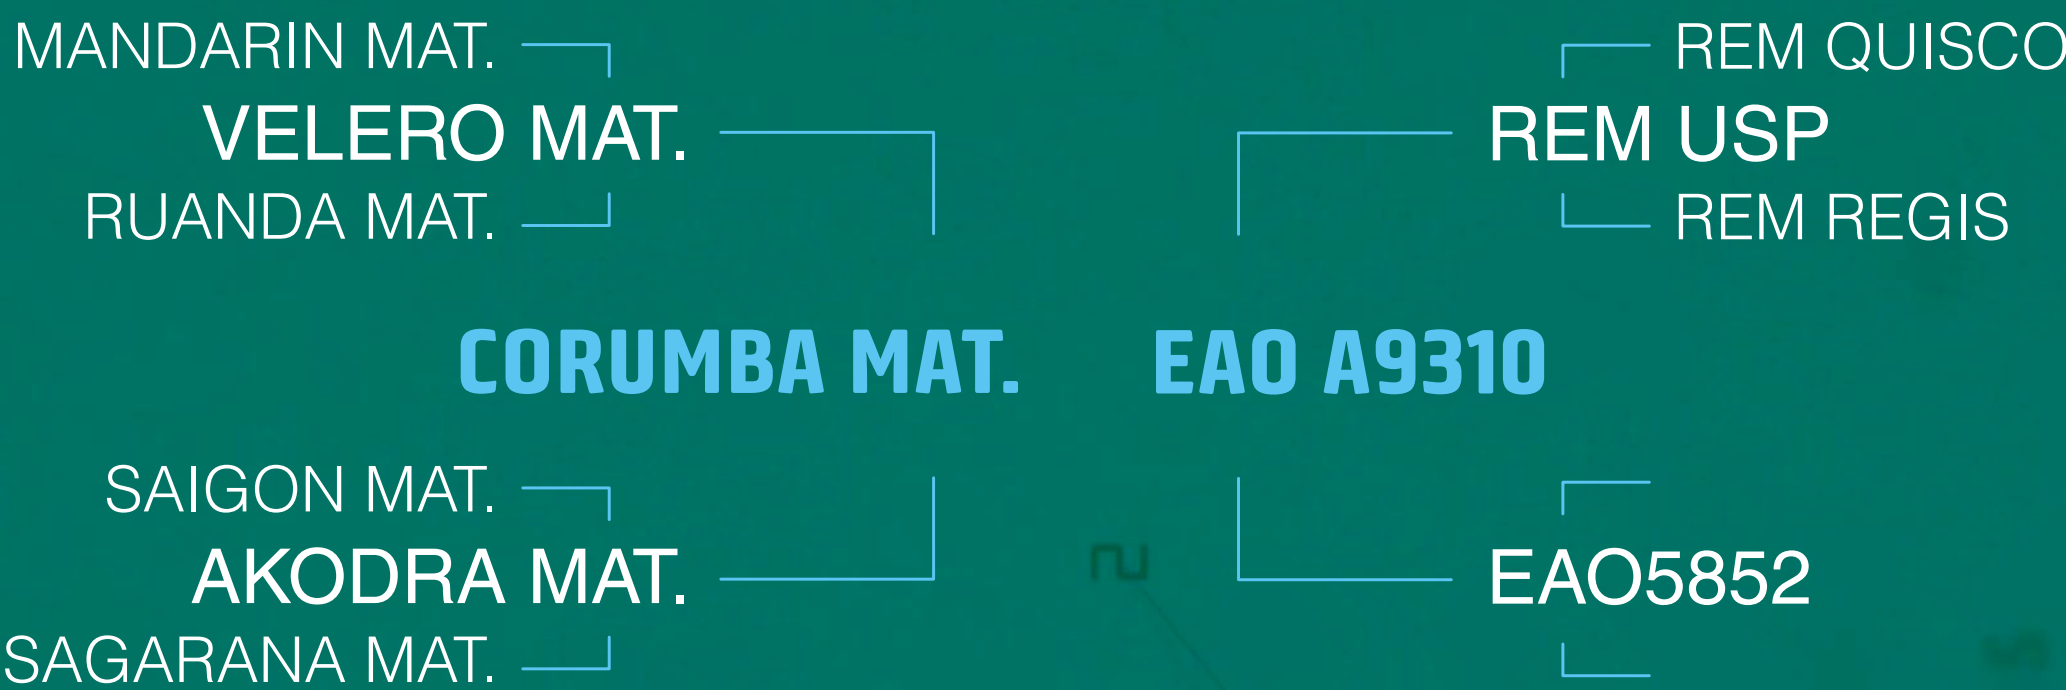 MANDARIN MAT.
REM QUISCO
VELERO MAT.
REM USP
RUANDA MAT.
REM REGIS
CORUMBA MAT.
EAO A9310
SAIGON MAT.
AKODRA MAT.
EAO5852
SAGARANA MAT.